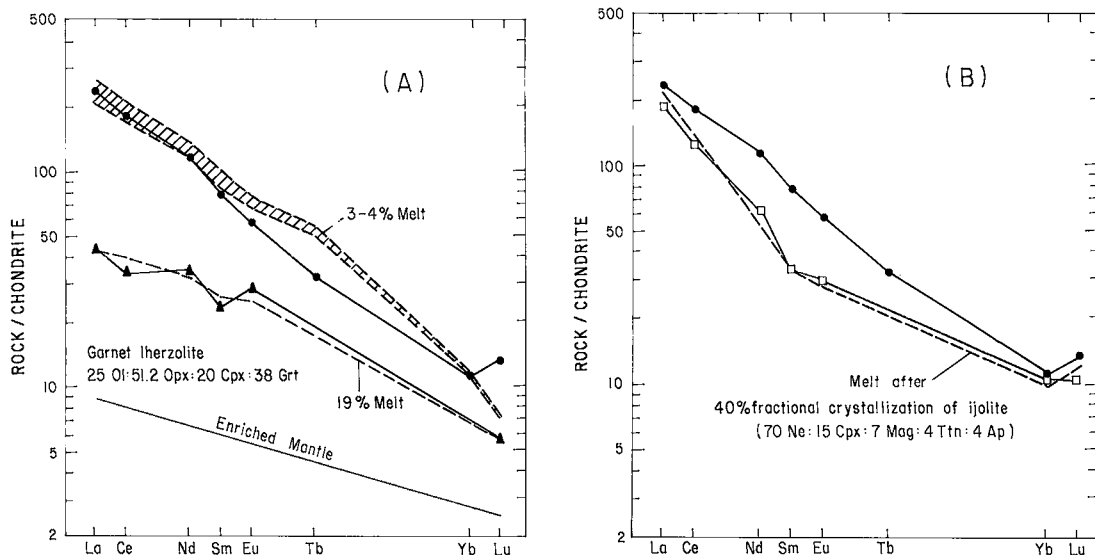 500
100
50
10
5
2
ROCK / CHONDRITE
(A)
3-4% Melt
Garnet lherzolite
25 Ol:51.2 Opx:20 Cpx:38 Grt
19% Melt
Enriched Mantle
La Ce Nd Sm Eu Tb Yb Lu
500
100
50
10
5
2
ROCK / CHONDRITE
(B)
Melt after
40% fractional crystallization of ijolite
(70 Ne:15 Cpx:7 Mag:4 Ttn:4 Ap)
La Ce Nd Sm Eu Tb Yb Lu